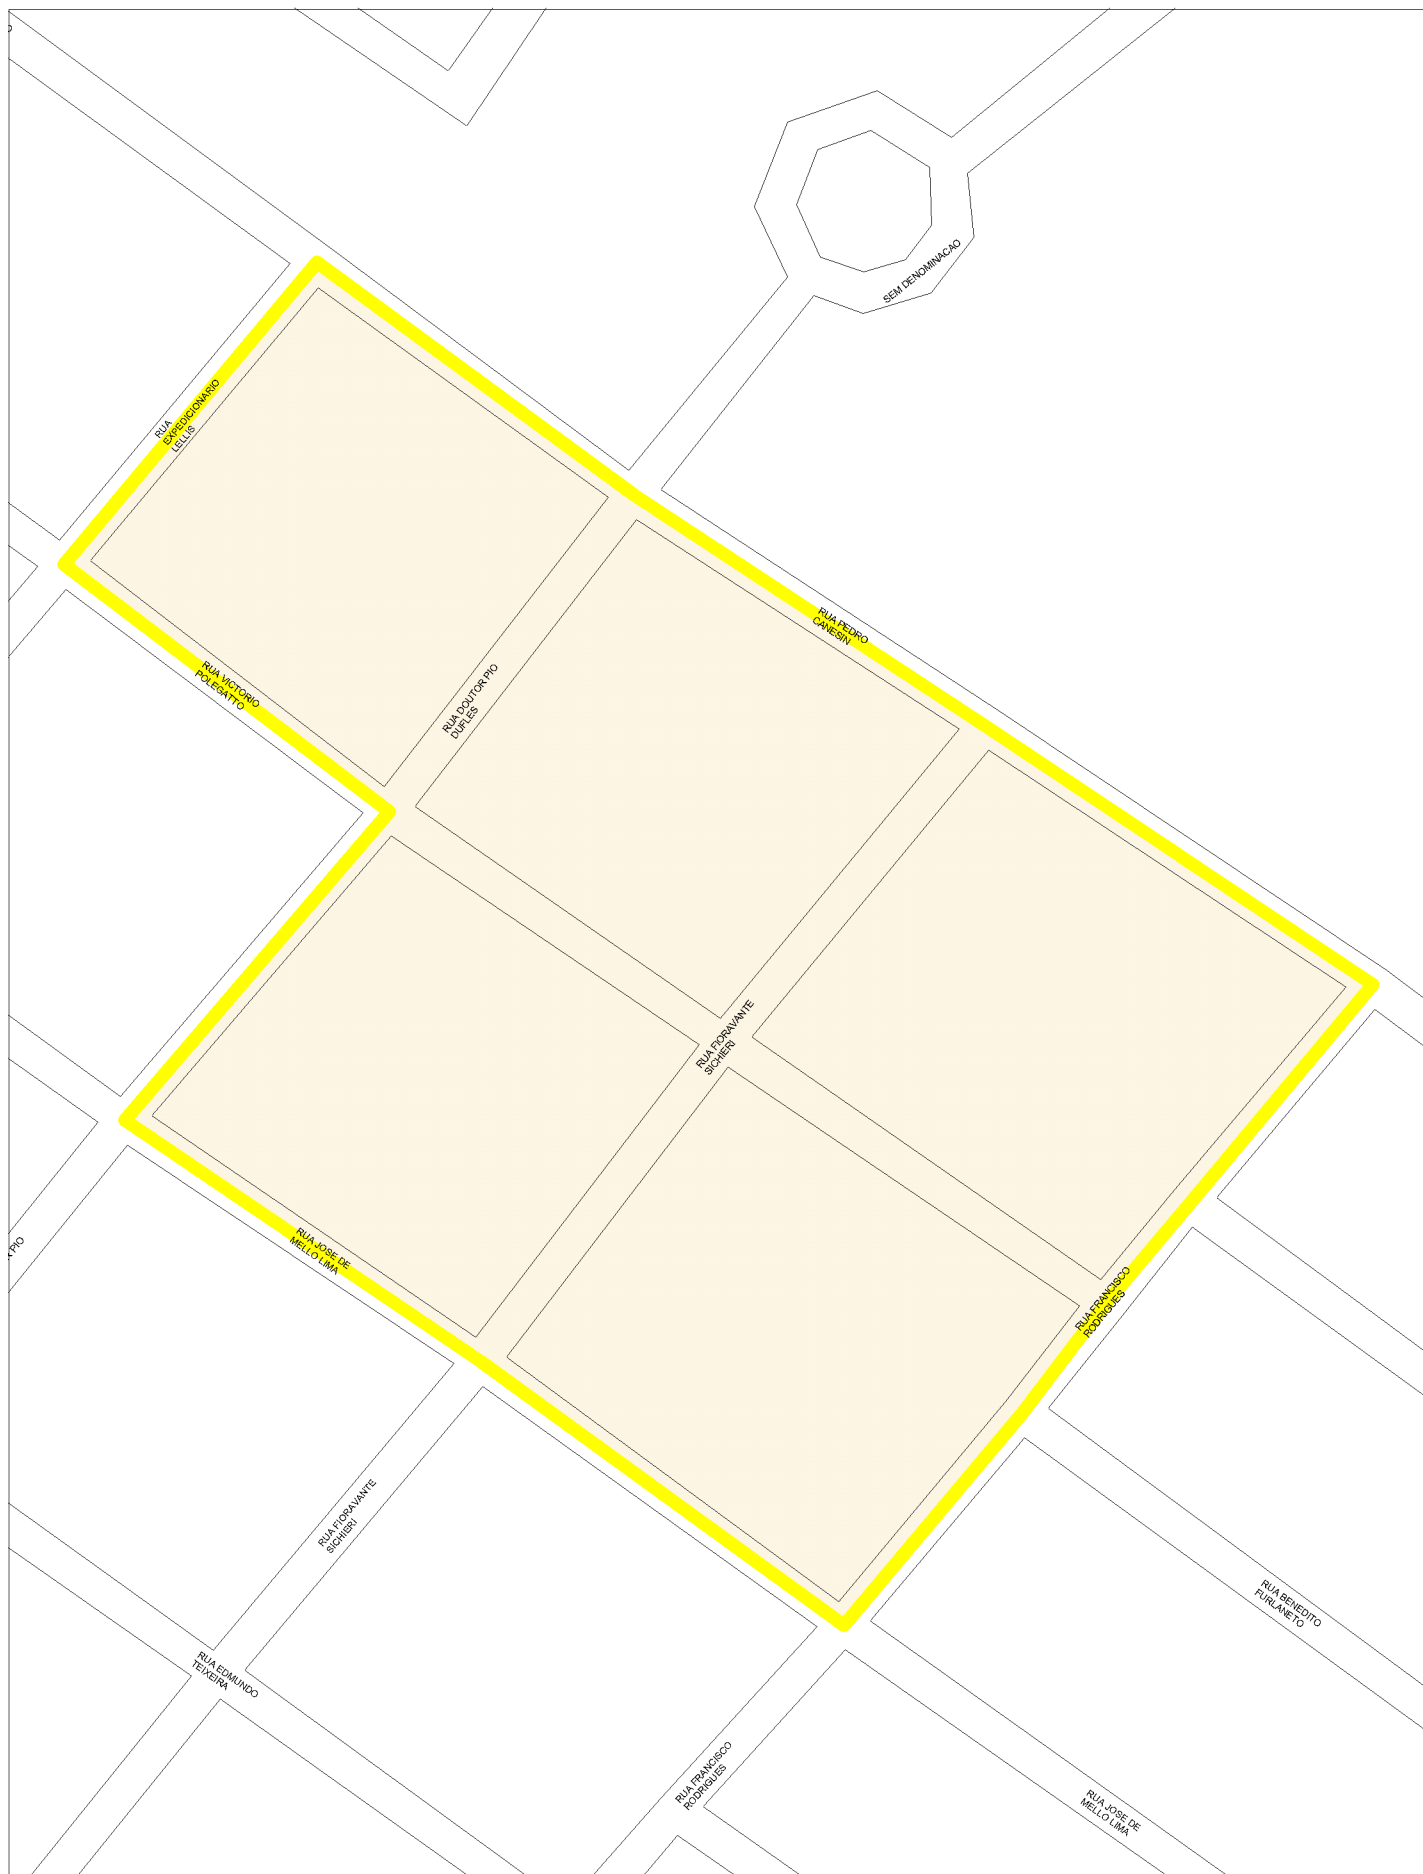 SEM DENOMINACAO
RUA
EXPEDICIONARIO
LELLIS
RUA PEDRO
CANESIN
RUA VICTORIO
POLEGATTO
RUA DOUTOR PIO
DUFLES
RUA FIORAVANTE
SICHIERI
RUA JOSE DE
MELLO LIMA
PIO
RUA FRANCISCO
RODRIGUES
RUA FIORAVANTE
SICHIERI
RUA BENEDITO
FURLANETO
RUA EDMUNDO
TEIXEIRA
RUA FRANCISCO
RODRIGUES
RUA JOSE DE
MELLO LIMA